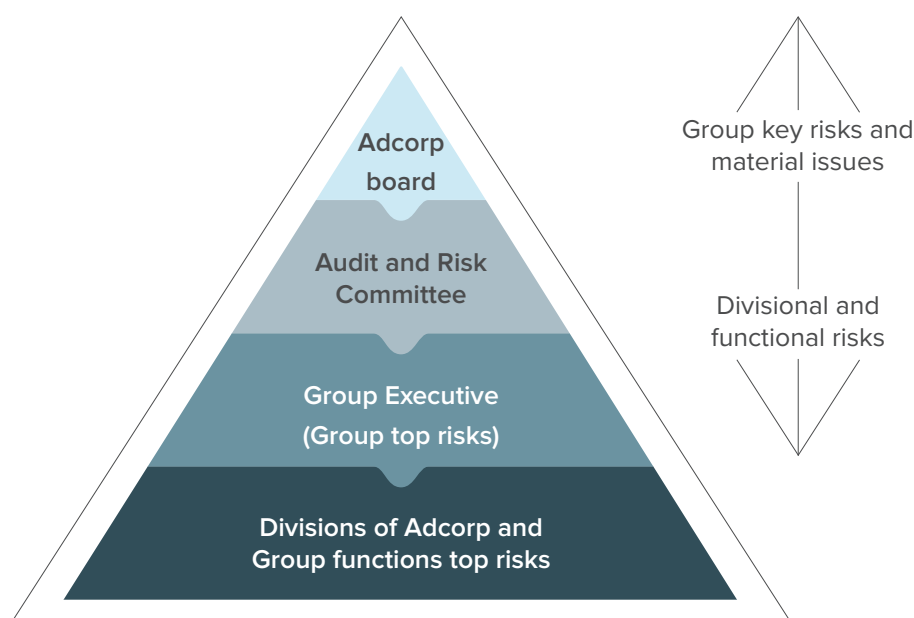 Adcorp
board
Audit and Risk
Committee
Group Executive
(Group top risks)
Divisions of Adcorp and
Group functions top risks
Group key risks and
material issues
Divisional and
functional risks